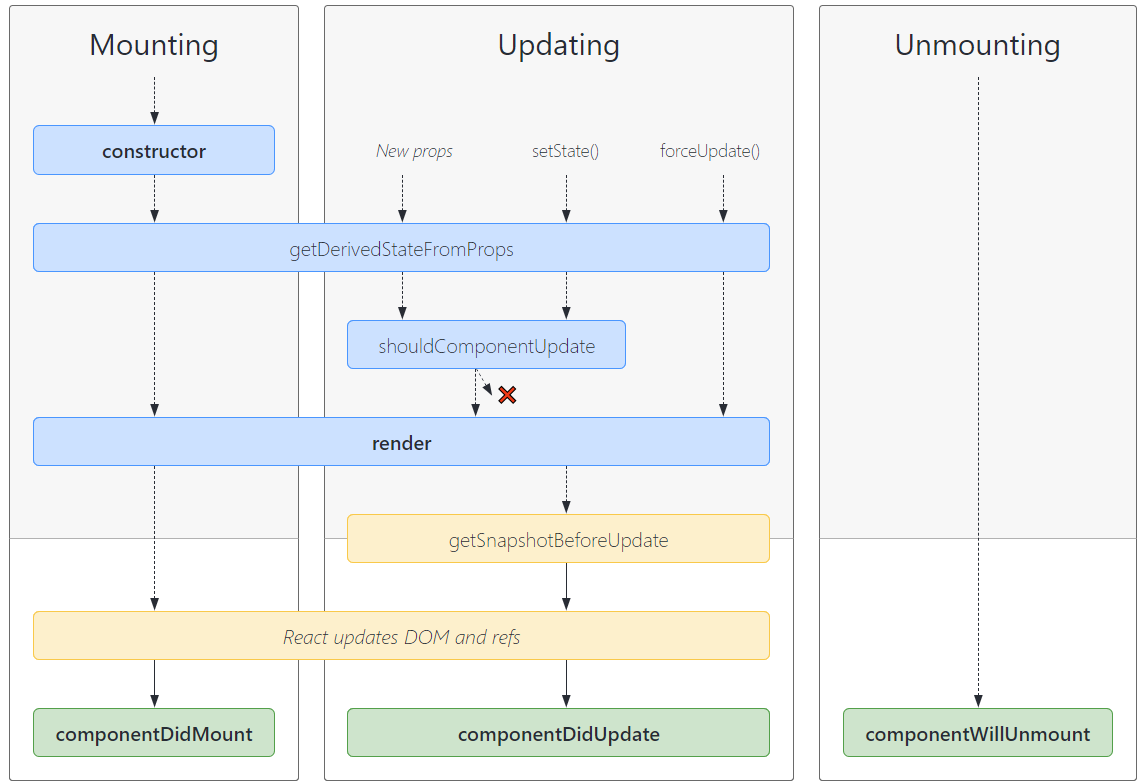 Mounting
Updating
Unmounting
constructor
New props
setState()
forceUpdate()
getDerivedStateFromProps
shouldComponentUpdate
render
getSnapshotBeforeUpdate
React updates DOM and refs
componentDidMount
componentDidUpdate
componentWillUnmount